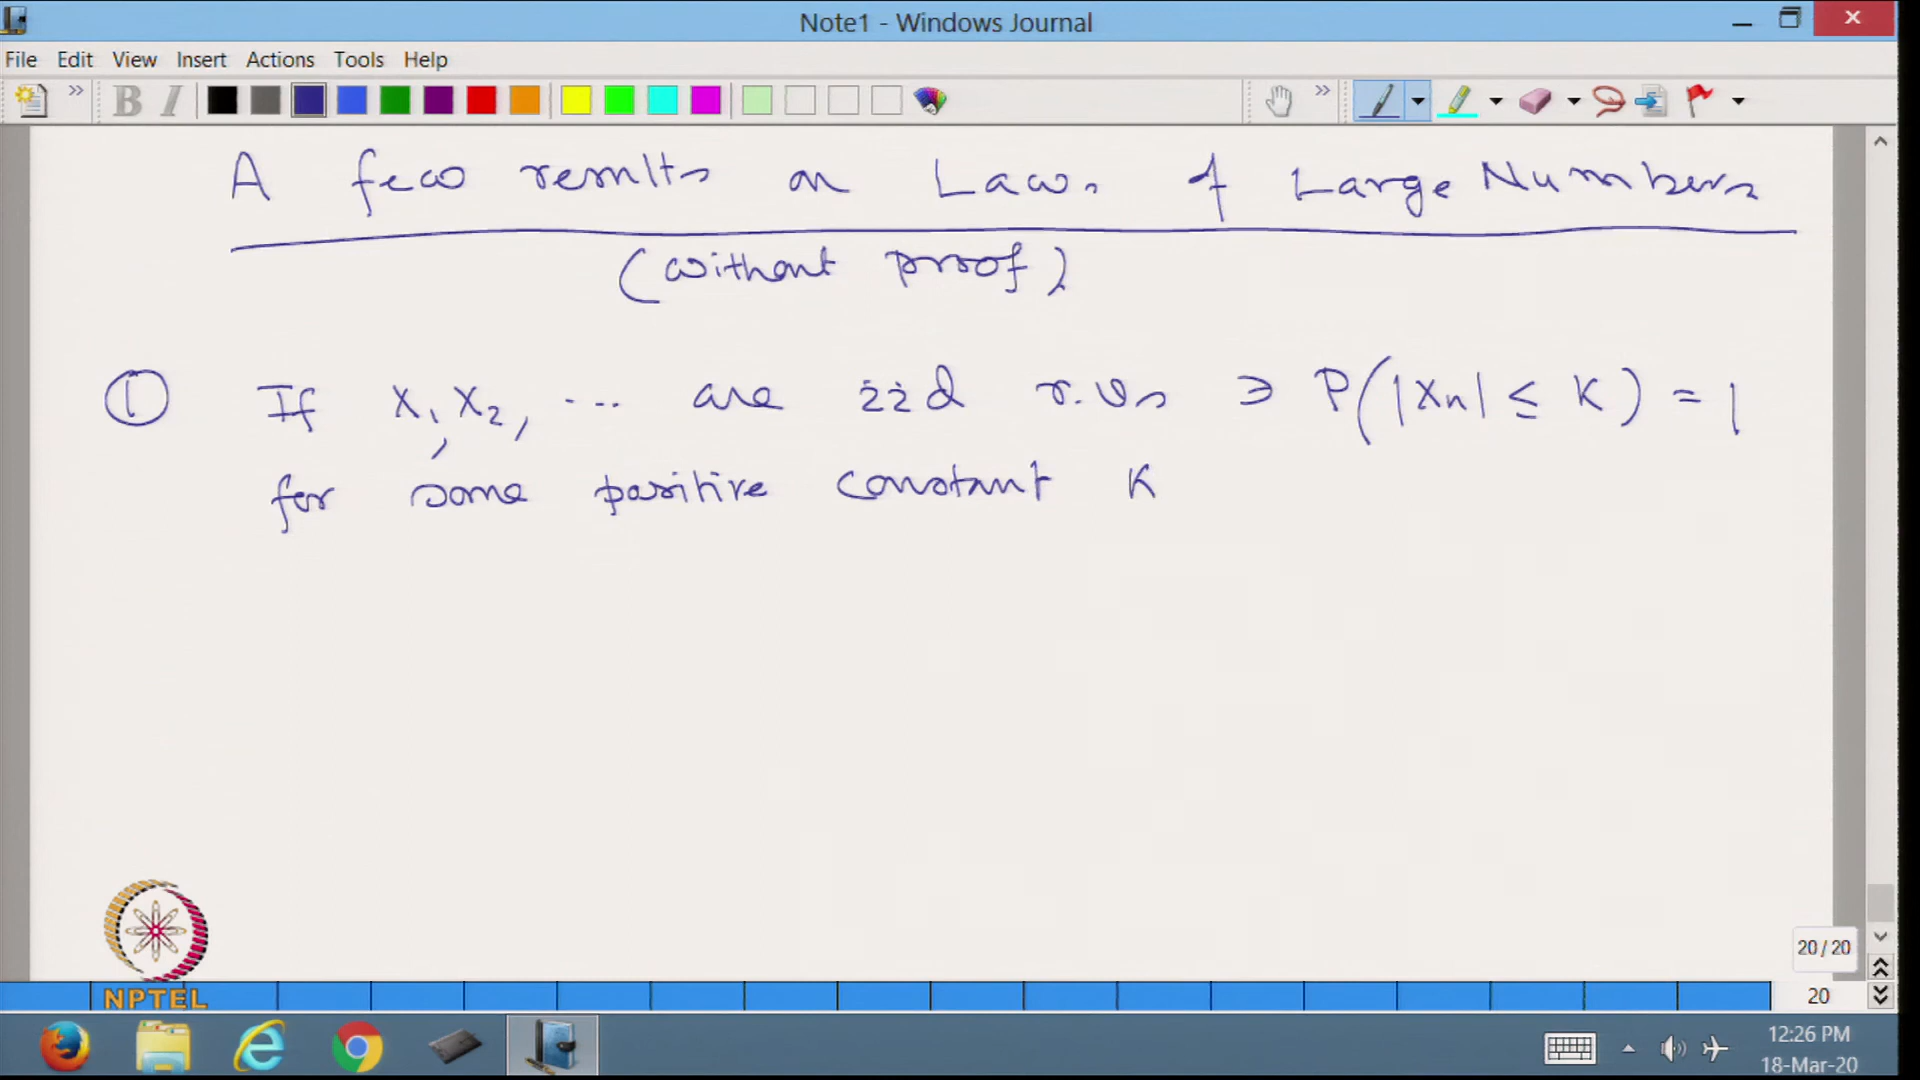 Note1 - Windows Journal
File Edit View Insert Actions Tools Help
B I
A few results on Laws of Large Numbers
(without proof)
① If X₁, X₂, ... are iid r.vs ∋ P(|Xn| ≤ K) = 1
for some positive constant K
20 / 20
NPTEL
20
12:26 PM
18-Mar-20